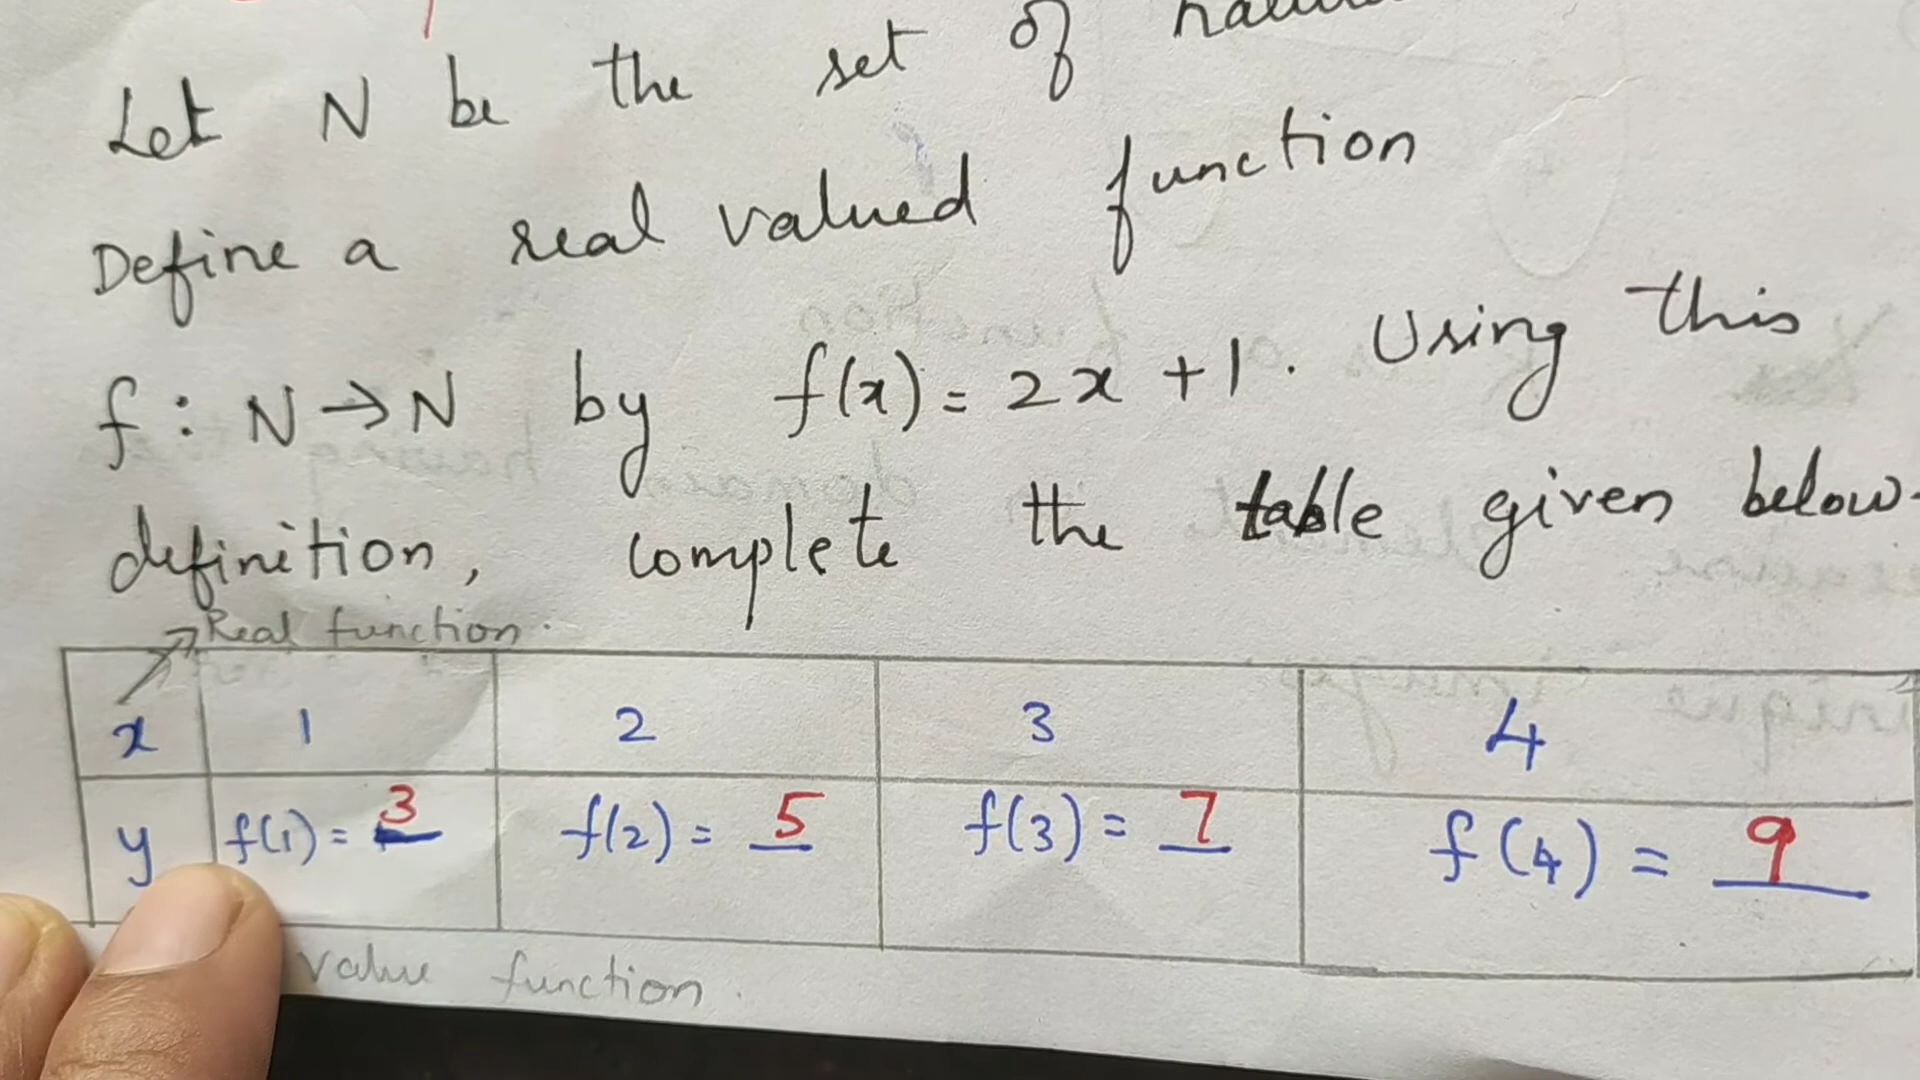 Let N be the set of
Define a real valued function
f : N → N by f(x) = 2x + 1. Using this
definition, complete the table given below.
Real function.
x 1 2 3 4
y f(1) = 3 f(2) = 5 f(3) = 7 f(4) = 9
value function.